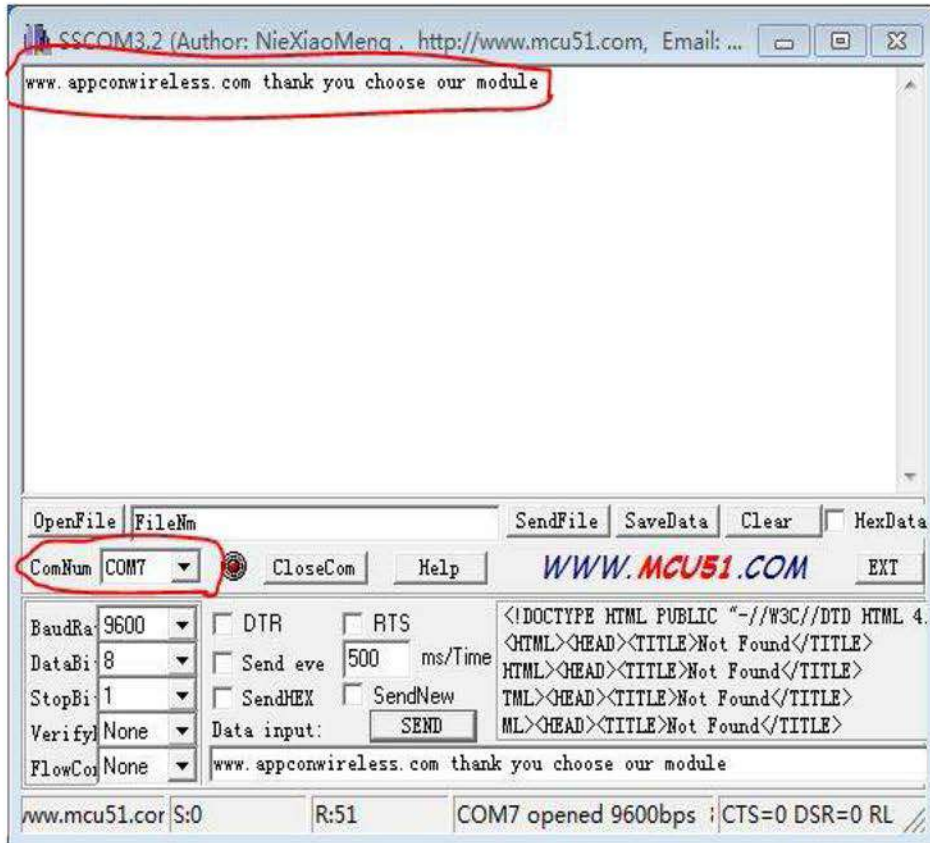 SSCOM3.2 (Author: NieXiaoMeng , http://www.mcu51.com, Email: ...
www.appconwireless.com thank you choose our module
OpenFile FileNm SendFile SaveData Clear HexData
ComNum COM7 CloseCom Help WWW.MCU51.COM EXT
BaudRa 9600 DTR RTS
DataBi 8 Send eve 500 ms/Time
StopBi 1 SendHEX SendNew
Verify None Data input: SEND
FlowCo None
<!DOCTYPE HTML PUBLIC "-//W3C//DTD HTML 4.
<HTML><HEAD><TITLE>Not Found</TITLE>
HTML><HEAD><TITLE>Not Found</TITLE>
TML><HEAD><TITLE>Not Found</TITLE>
ML><HEAD><TITLE>Not Found</TITLE>
www.appconwireless.com thank you choose our module
www.mcu51.cor S:0 R:51 COM7 opened 9600bps CTS=0 DSR=0 RL